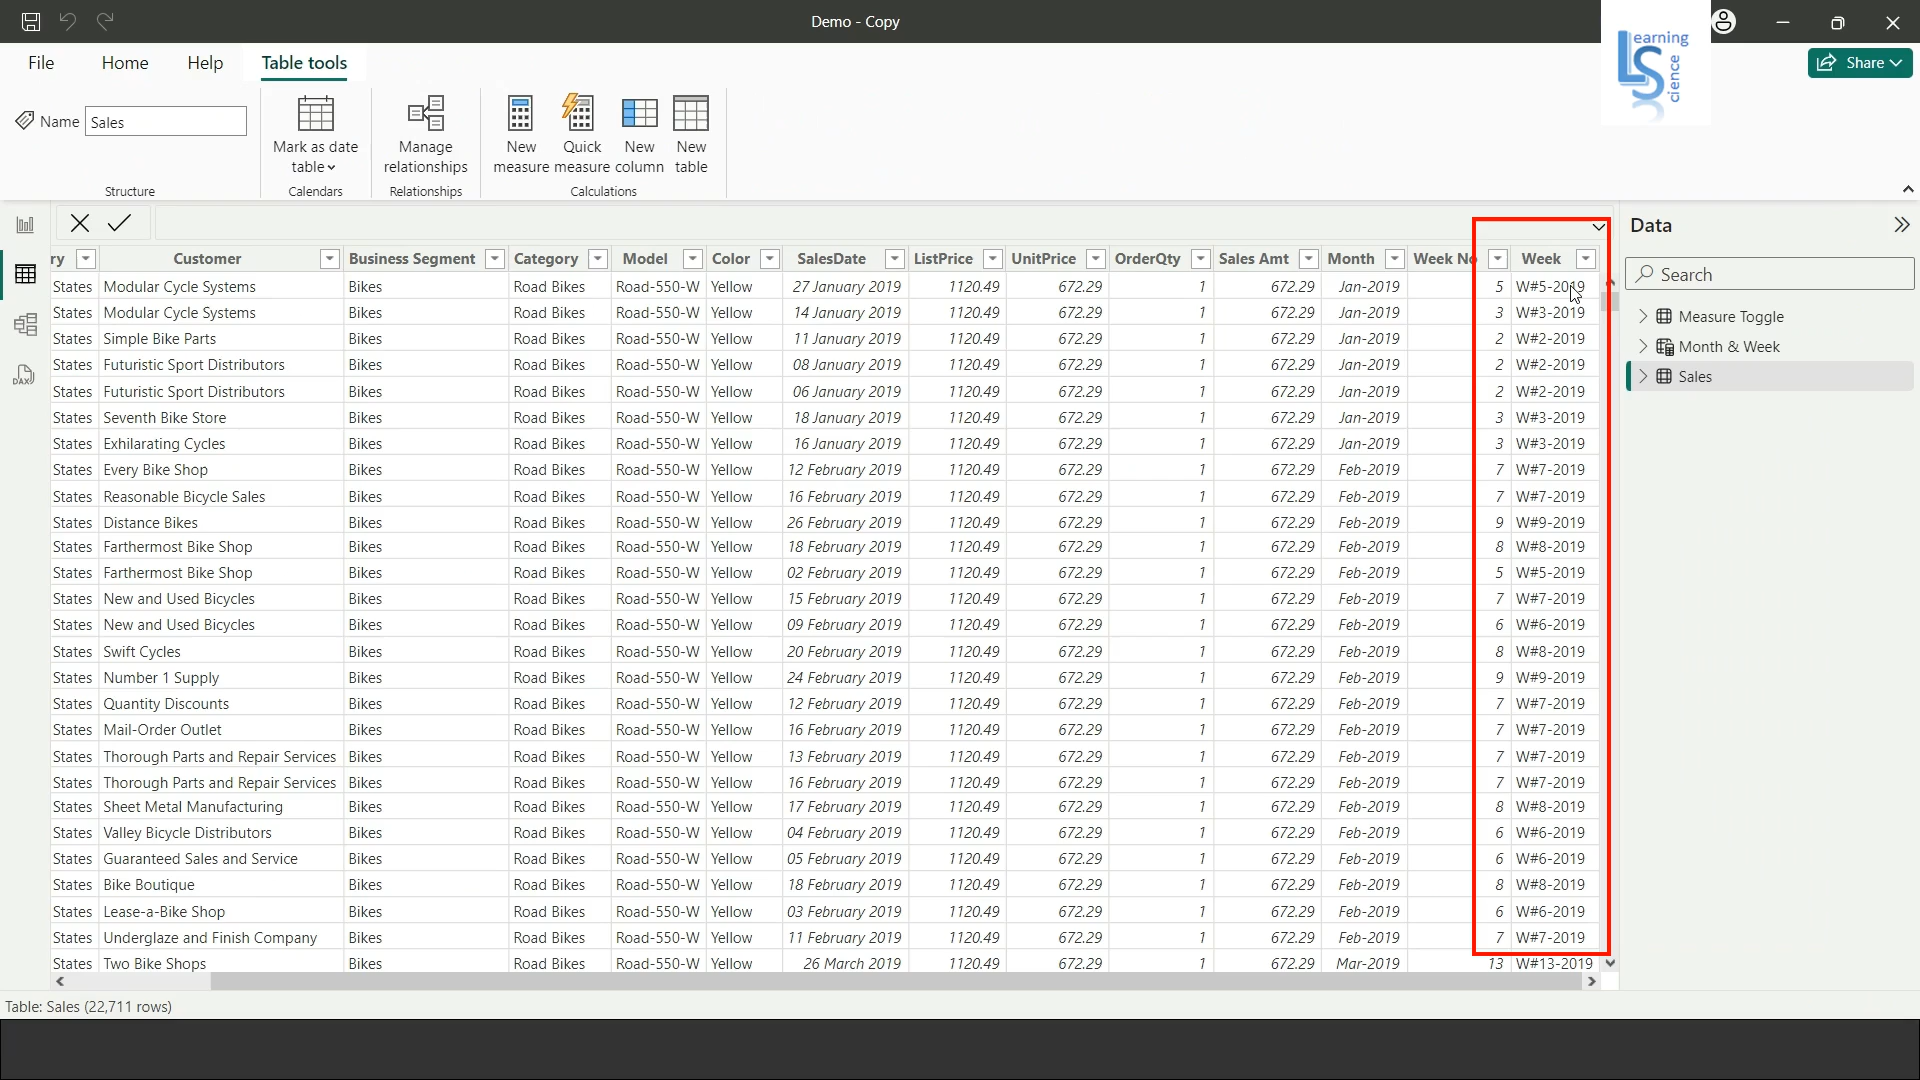 Demo - Copy
LS
earning
cience
File Home Help Table tools
Share
Name Sales
Mark as date table
Manage relationships
New measure
Quick measure
New column
New table
Structure Calendars Relationships Calculations
Data
Search
Measure Toggle
Month & Week
Sales
ry Customer Business Segment Category Model Color SalesDate ListPrice UnitPrice OrderQty Sales Amt Month Week No Week
States Modular Cycle Systems Bikes Road Bikes Road-550-W Yellow 27 January 2019 1120.49 672.29 1 672.29 Jan-2019 5 W#5-2019
States Modular Cycle Systems Bikes Road Bikes Road-550-W Yellow 14 January 2019 1120.49 672.29 1 672.29 Jan-2019 3 W#3-2019
States Simple Bike Parts Bikes Road Bikes Road-550-W Yellow 11 January 2019 1120.49 672.29 1 672.29 Jan-2019 2 W#2-2019
States Futuristic Sport Distributors Bikes Road Bikes Road-550-W Yellow 08 January 2019 1120.49 672.29 1 672.29 Jan-2019 2 W#2-2019
States Futuristic Sport Distributors Bikes Road Bikes Road-550-W Yellow 06 January 2019 1120.49 672.29 1 672.29 Jan-2019 2 W#2-2019
States Seventh Bike Store Bikes Road Bikes Road-550-W Yellow 18 January 2019 1120.49 672.29 1 672.29 Jan-2019 3 W#3-2019
States Exhilarating Cycles Bikes Road Bikes Road-550-W Yellow 16 January 2019 1120.49 672.29 1 672.29 Jan-2019 3 W#3-2019
States Every Bike Shop Bikes Road Bikes Road-550-W Yellow 12 February 2019 1120.49 672.29 1 672.29 Feb-2019 7 W#7-2019
States Reasonable Bicycle Sales Bikes Road Bikes Road-550-W Yellow 16 February 2019 1120.49 672.29 1 672.29 Feb-2019 7 W#7-2019
States Distance Bikes Bikes Road Bikes Road-550-W Yellow 26 February 2019 1120.49 672.29 1 672.29 Feb-2019 9 W#9-2019
States Farthermost Bike Shop Bikes Road Bikes Road-550-W Yellow 18 February 2019 1120.49 672.29 1 672.29 Feb-2019 8 W#8-2019
States Farthermost Bike Shop Bikes Road Bikes Road-550-W Yellow 02 February 2019 1120.49 672.29 1 672.29 Feb-2019 5 W#5-2019
States New and Used Bicycles Bikes Road Bikes Road-550-W Yellow 15 February 2019 1120.49 672.29 1 672.29 Feb-2019 7 W#7-2019
States New and Used Bicycles Bikes Road Bikes Road-550-W Yellow 09 February 2019 1120.49 672.29 1 672.29 Feb-2019 6 W#6-2019
States Swift Cycles Bikes Road Bikes Road-550-W Yellow 20 February 2019 1120.49 672.29 1 672.29 Feb-2019 8 W#8-2019
States Number 1 Supply Bikes Road Bikes Road-550-W Yellow 24 February 2019 1120.49 672.29 1 672.29 Feb-2019 9 W#9-2019
States Quantity Discounts Bikes Road Bikes Road-550-W Yellow 12 February 2019 1120.49 672.29 1 672.29 Feb-2019 7 W#7-2019
States Mail-Order Outlet Bikes Road Bikes Road-550-W Yellow 16 February 2019 1120.49 672.29 1 672.29 Feb-2019 7 W#7-2019
States Thorough Parts and Repair Services Bikes Road Bikes Road-550-W Yellow 13 February 2019 1120.49 672.29 1 672.29 Feb-2019 7 W#7-2019
States Thorough Parts and Repair Services Bikes Road Bikes Road-550-W Yellow 16 February 2019 1120.49 672.29 1 672.29 Feb-2019 7 W#7-2019
States Sheet Metal Manufacturing Bikes Road Bikes Road-550-W Yellow 17 February 2019 1120.49 672.29 1 672.29 Feb-2019 8 W#8-2019
States Valley Bicycle Distributors Bikes Road Bikes Road-550-W Yellow 04 February 2019 1120.49 672.29 1 672.29 Feb-2019 6 W#6-2019
States Guaranteed Sales and Service Bikes Road Bikes Road-550-W Yellow 05 February 2019 1120.49 672.29 1 672.29 Feb-2019 6 W#6-2019
States Bike Boutique Bikes Road Bikes Road-550-W Yellow 18 February 2019 1120.49 672.29 1 672.29 Feb-2019 8 W#8-2019
States Lease-a-Bike Shop Bikes Road Bikes Road-550-W Yellow 03 February 2019 1120.49 672.29 1 672.29 Feb-2019 6 W#6-2019
States Underglaze and Finish Company Bikes Road Bikes Road-550-W Yellow 11 February 2019 1120.49 672.29 1 672.29 Feb-2019 7 W#7-2019
States Two Bike Shops Bikes Road Bikes Road-550-W Yellow 26 March 2019 1120.49 672.29 1 672.29 Mar-2019 13 W#13-2019
Table: Sales (22,711 rows)
DAX